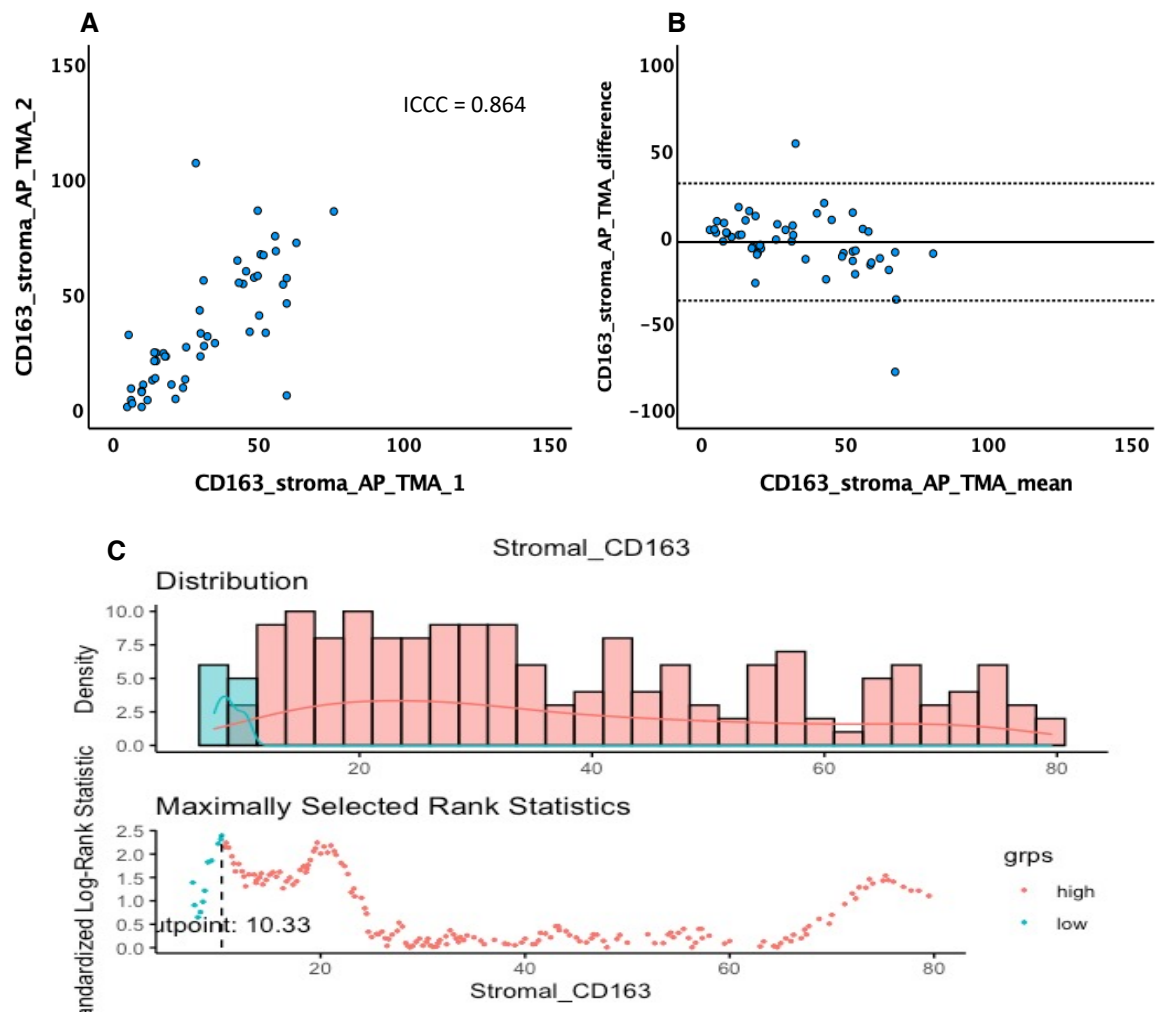 A
150
100
50
0
CD163_stroma_AP_TMA_2
ICCC = 0.864
0 50 100 150
CD163_stroma_AP_TMA_1
B
100
50
0
−50
−100
CD163_stroma_AP_TMA_difference
0 50 100 150
CD163_stroma_AP_TMA_mean
C
Stromal_CD163
Distribution
10.0
7.5
5.0
2.5
0.0
Density
20 40 60 80
Maximally Selected Rank Statistics
2.5
2.0
1.5
1.0
0.5
0.0
andardized Log-Rank Statistic
utpoint: 10.33
20 40 60 80
Stromal_CD163
grps
high
low